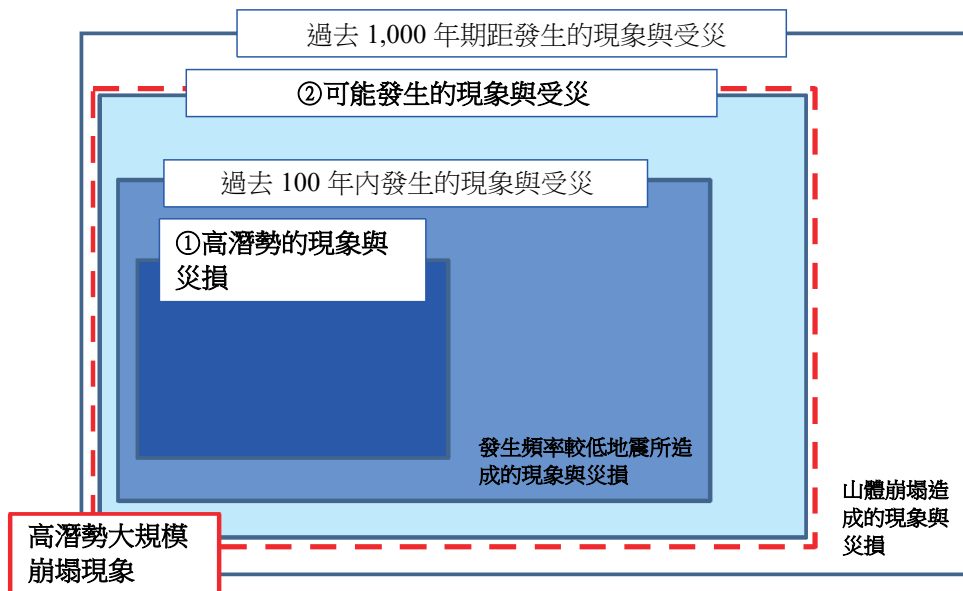 過去 1,000 年期距發生的現象與受災
②可能發生的現象與受災
過去 100 年內發生的現象與受災
①高潛勢的現象與
災損
發生頻率較低地震所造
成的現象與災損
山體崩塌造
成的現象與
災損
高潛勢大規模
崩塌現象